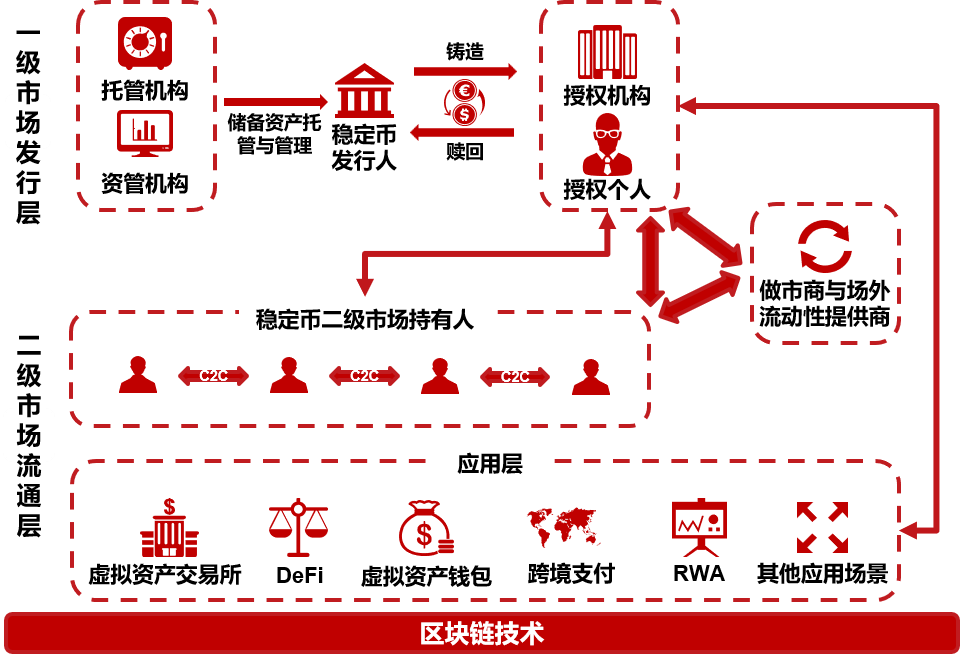 一级市场发行层
托管机构
资管机构
储备资产托
管与管理
稳定币
发行人
铸造
€
$
赎回
授权机构
授权个人
做市商与场外
流动性提供商
二级市场流通层
稳定币二级市场持有人
C2C
C2C
C2C
应用层
$
虚拟资产交易所
DeFi
$
虚拟资产钱包
跨境支付
RWA
其他应用场景
区块链技术